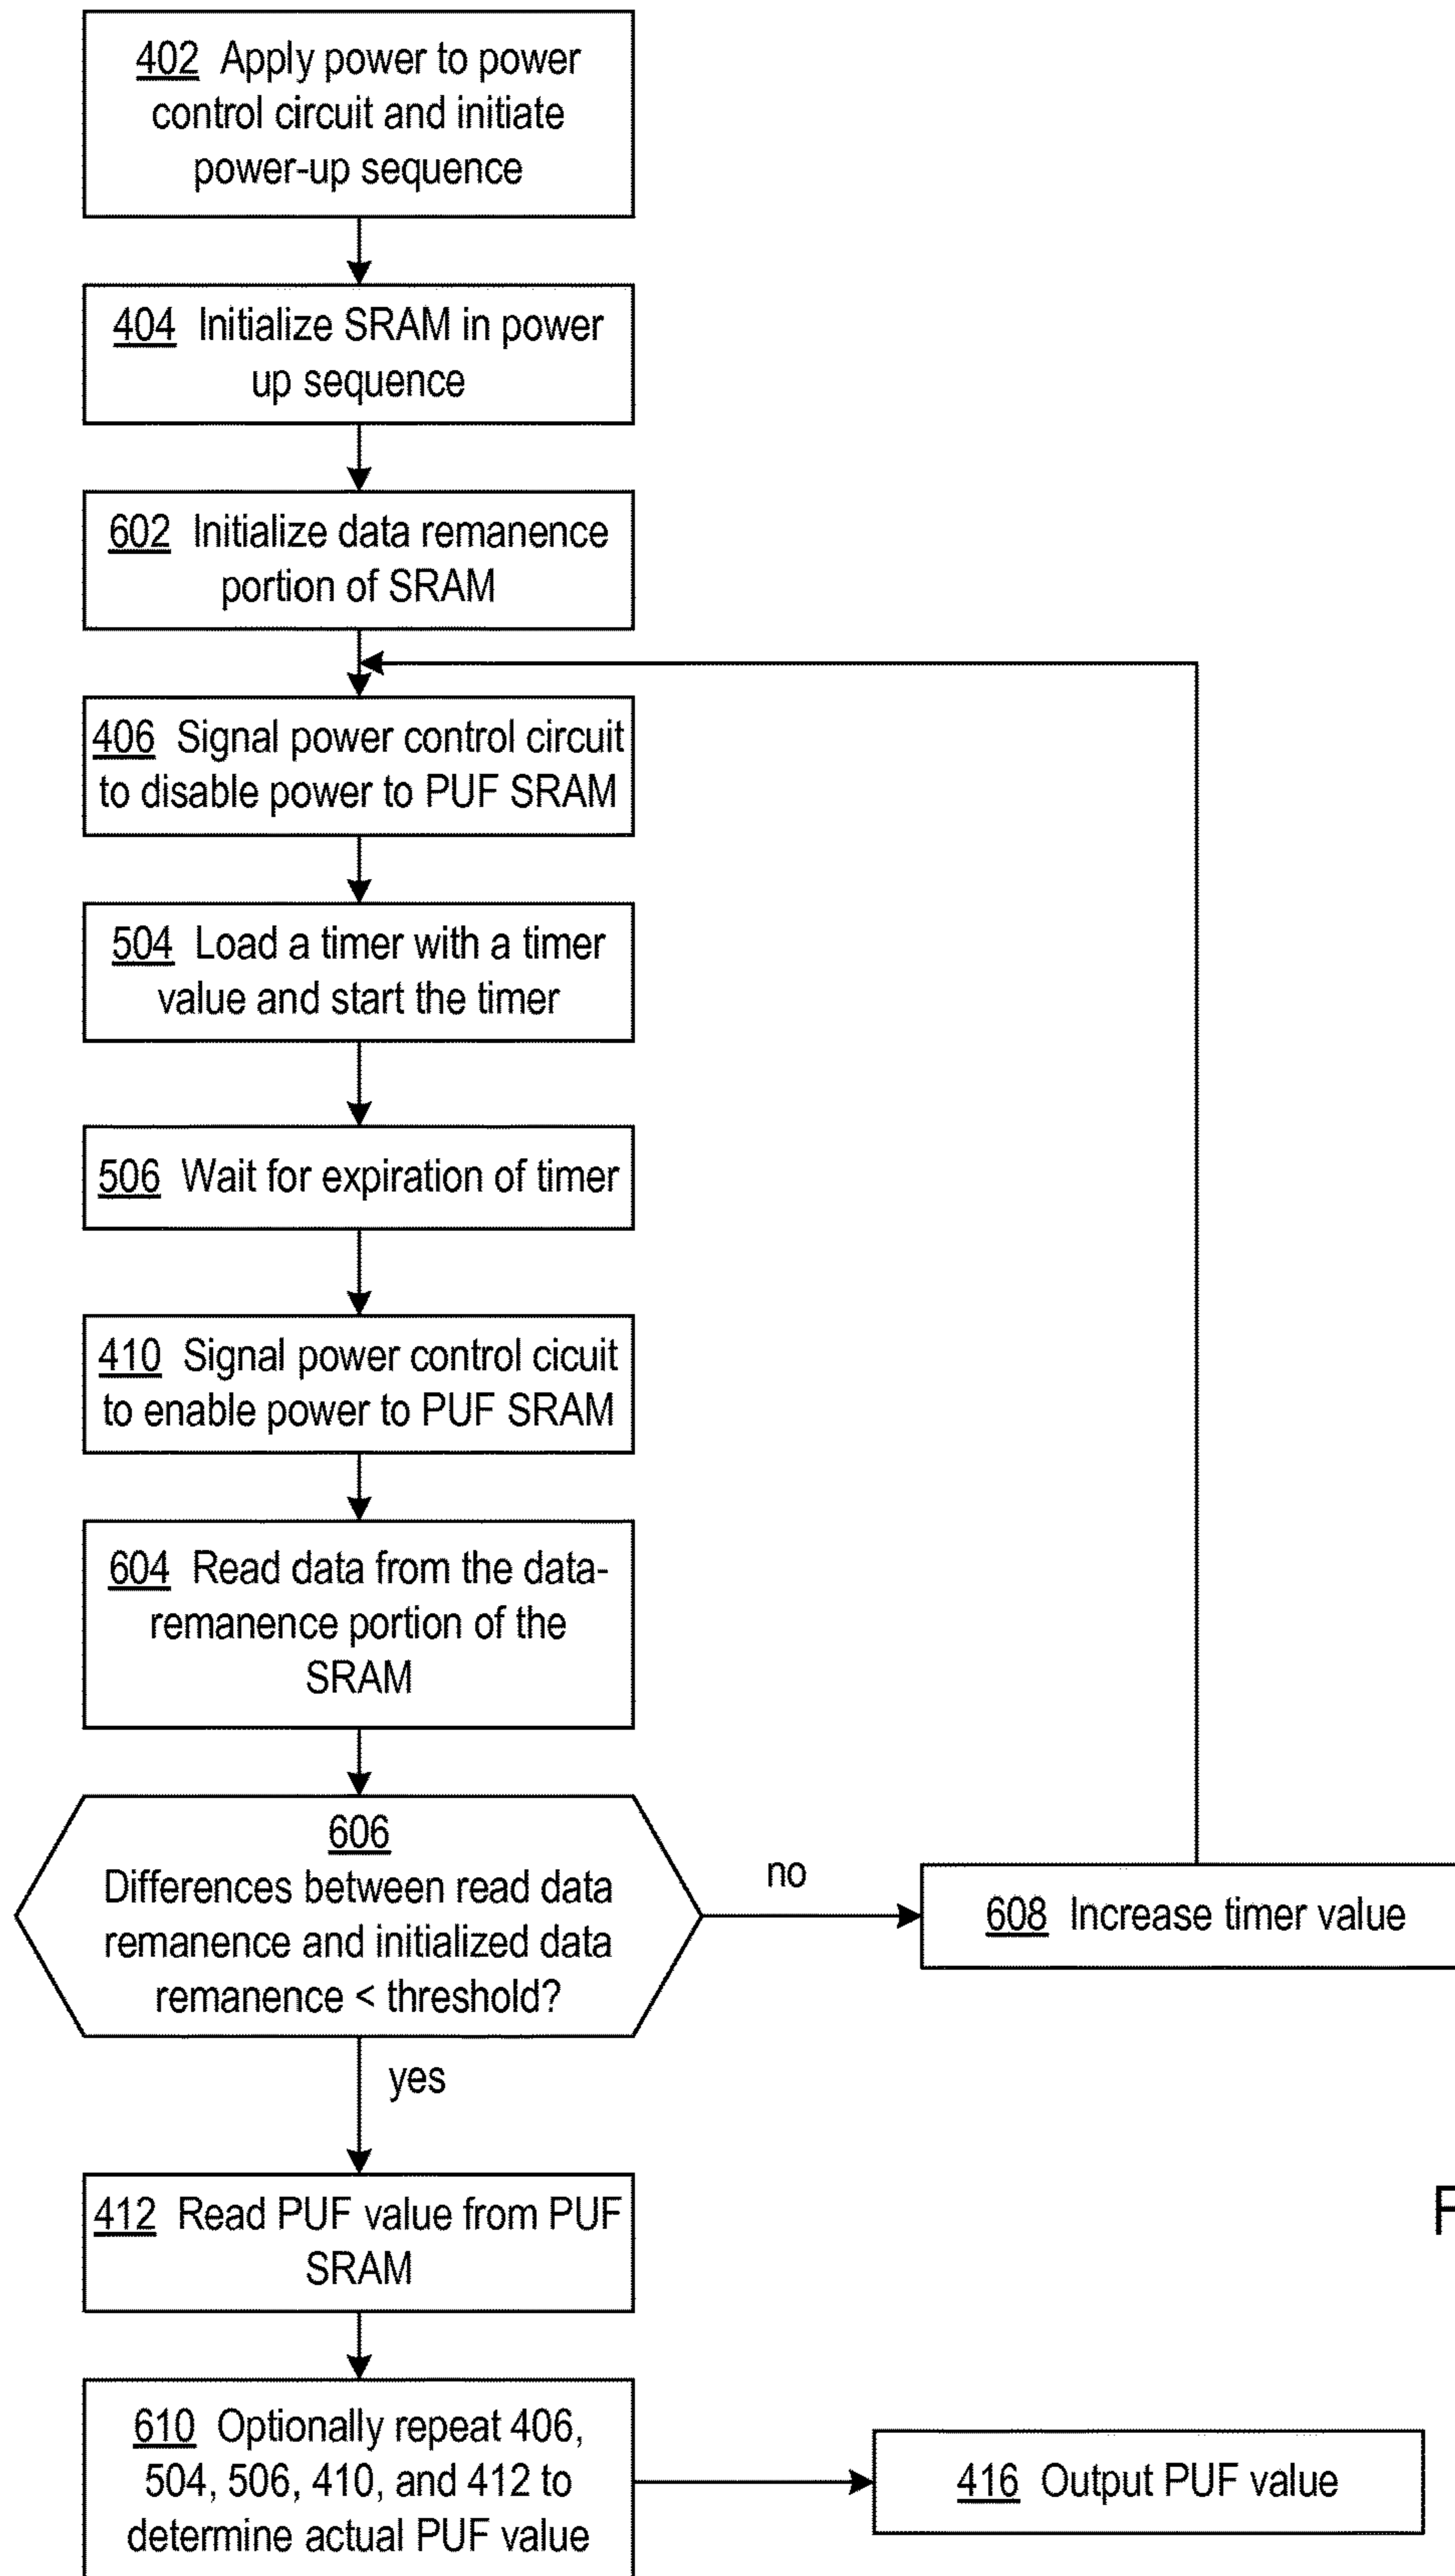 402 Apply power to power
control circuit and initiate
power-up sequence
404 Initialize SRAM in power
up sequence
602 Initialize data remanence
portion of SRAM
406 Signal power control circuit
to disable power to PUF SRAM
504 Load a timer with a timer
value and start the timer
506 Wait for expiration of timer
410 Signal power control cicuit
to enable power to PUF SRAM
604 Read data from the data-
remanence portion of the
SRAM
606
Differences between read data
remanence and initialized data
remanence < threshold?
no
608 Increase timer value
yes
412 Read PUF value from PUF
SRAM
610 Optionally repeat 406,
504, 506, 410, and 412 to
determine actual PUF value
416 Output PUF value